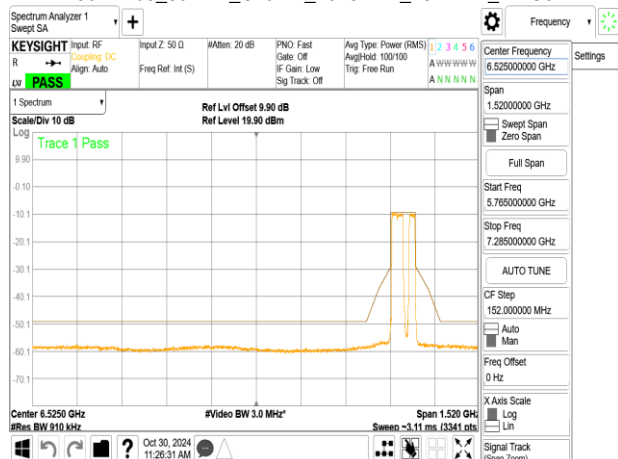 Spectrum Analyzer 1
Swept SA
Frequency
KEYSIGHT
R
LXI
PASS
Input: RF
Coupling: DC
Align: Auto
Input Z: 50 Ω
Freq Ref: Int (S)
#Atten: 20 dB
PNO: Fast
Gate: Off
IF Gain: Low
Sig Track: Off
Avg Type: Power (RMS)
Avg|Hold: 100/100
Trig: Free Run
1 2 3 4 5 6
A W W W W W
A N N N N N
1 Spectrum
Scale/Div 10 dB
Ref Lvl Offset 9.90 dB
Ref Level 19.90 dBm
Log
Trace 1 Pass
9.90
-0.10
-10.1
-20.1
-30.1
-40.1
-50.1
-60.1
-70.1
Center 6.5250 GHz
#Video BW 3.0 MHz*
Span 1.520 GHz
#Res BW 910 kHz
Sweep ~3.11 ms (3341 pts
Oct 30, 2024
11:26:31 AM
Center Frequency
6.525000000 GHz
Settings
Span
1.52000000 GHz
Swept Span
Zero Span
Full Span
Start Freq
5.765000000 GHz
Stop Freq
7.285000000 GHz
AUTO TUNE
CF Step
152.000000 MHz
Auto
Man
Freq Offset
0 Hz
X Axis Scale
Log
Lin
Signal Track
(Span Zoom)